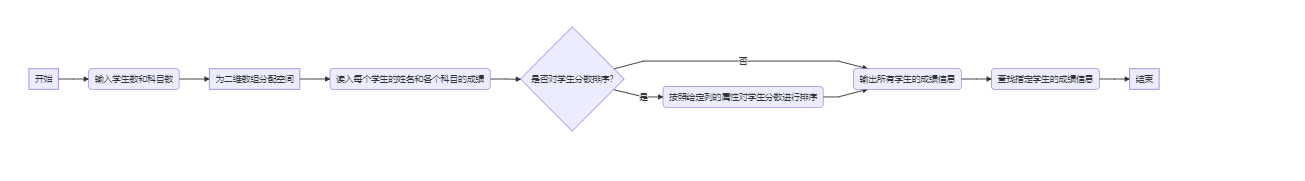 开始
输入学生数和科目数
为二维数组分配空间
读入每个学生的姓名和各个科目的成绩
是否对学生分数排序?
否
是
按照给定列的属性对学生分数进行排序
输出所有学生的成绩信息
查找指定学生的成绩信息
结束